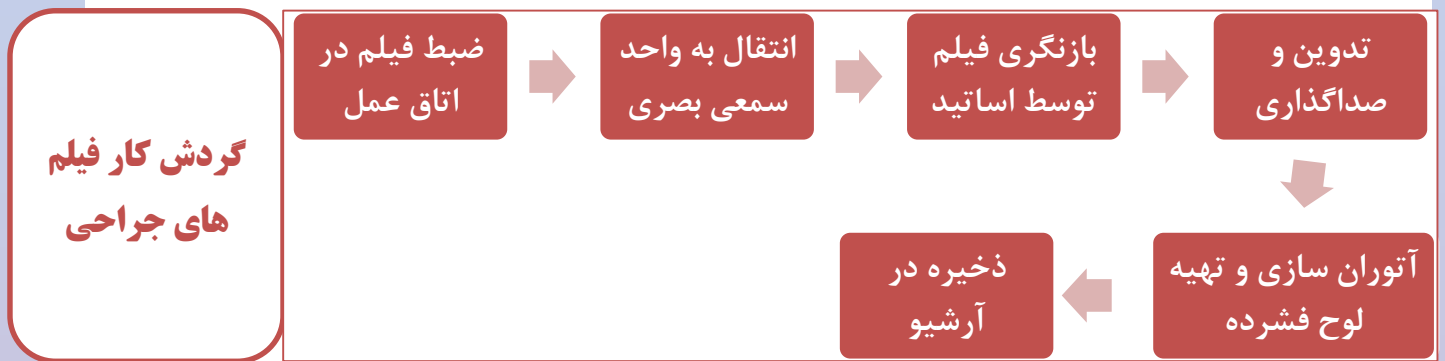 گردش کار فیلم
های جراحی
ضبط فیلم در
اتاق عمل
انتقال به واحد
سمعی بصری
بازنگری فیلم
توسط اساتید
تدوین و
صداگذاری
آتوران سازی و تهیه
لوح فشرده
ذخیره در
آرشیو